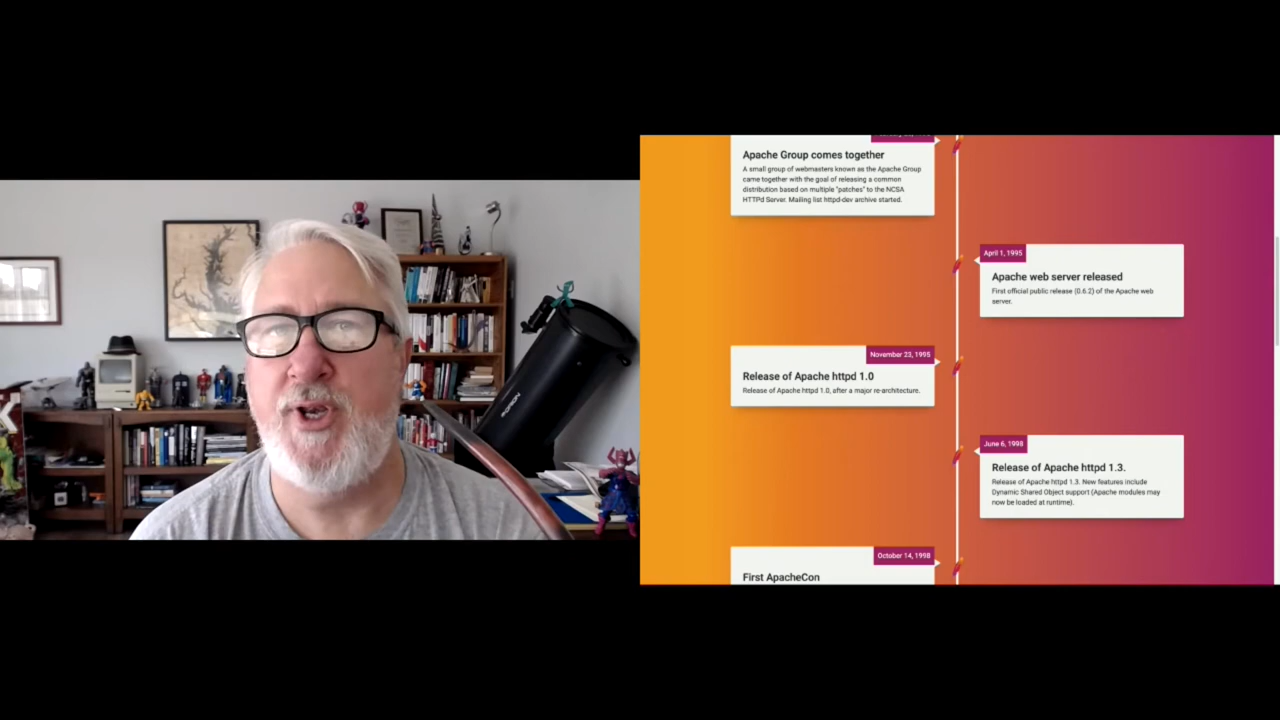 ORION
Apache Group comes together
A small group of webmasters known as the Apache Group
came together with the goal of releasing a common
distribution based on multiple "patches" to the NCSA
HTTPd Server. Mailing list httpd-dev archive started.
April 1, 1995
Apache web server released
First official public release (0.6.2) of the Apache web
server.
November 23, 1995
Release of Apache httpd 1.0
Release of Apache httpd 1.0, after a major re-architecture.
June 6, 1998
Release of Apache httpd 1.3.
Release of Apache httpd 1.3. New features include
Dynamic Shared Object support (Apache modules may
now be loaded at runtime).
October 14, 1998
First ApacheCon